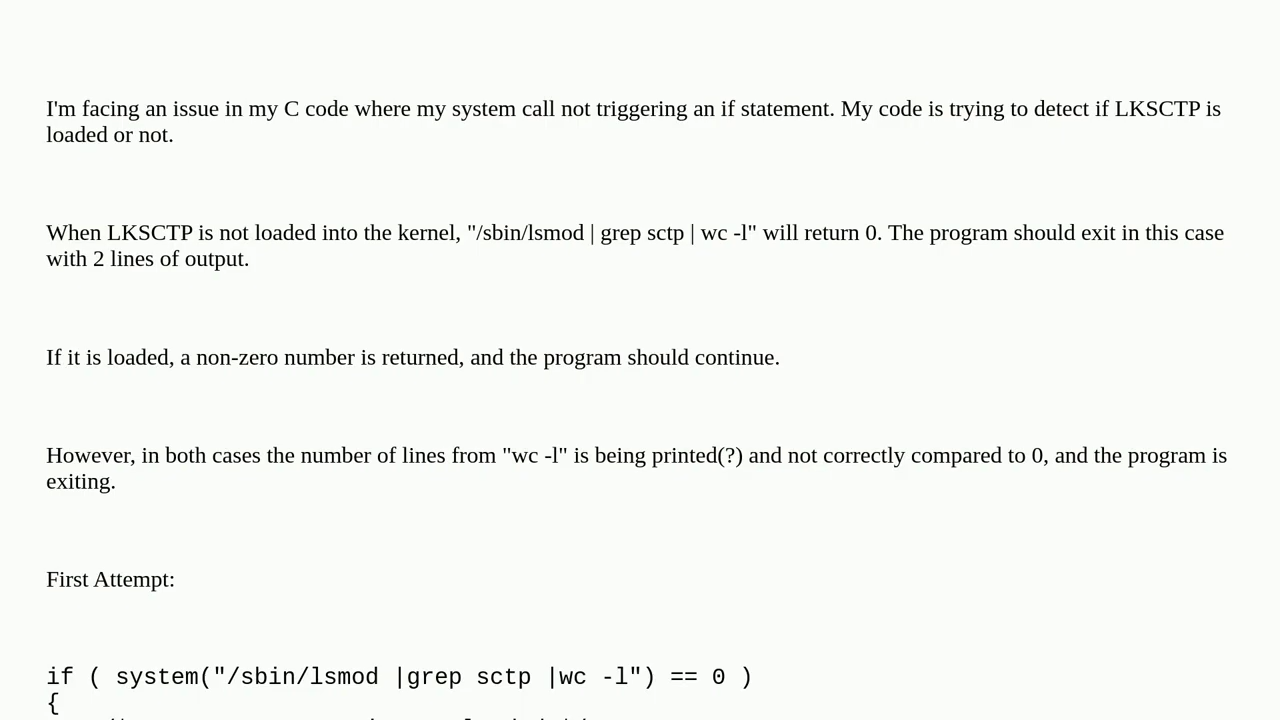 I'm facing an issue in my C code where my system call not triggering an if statement. My code is trying to detect if LKSCTP is
loaded or not.
When LKSCTP is not loaded into the kernel, "/sbin/lsmod | grep sctp | wc -l" will return 0. The program should exit in this case
with 2 lines of output.
If it is loaded, a non-zero number is returned, and the program should continue.
However, in both cases the number of lines from "wc -l" is being printed(?) and not correctly compared to 0, and the program is
exiting.
First Attempt:
if ( system("/sbin/lsmod |grep sctp |wc -l") == 0 )
{